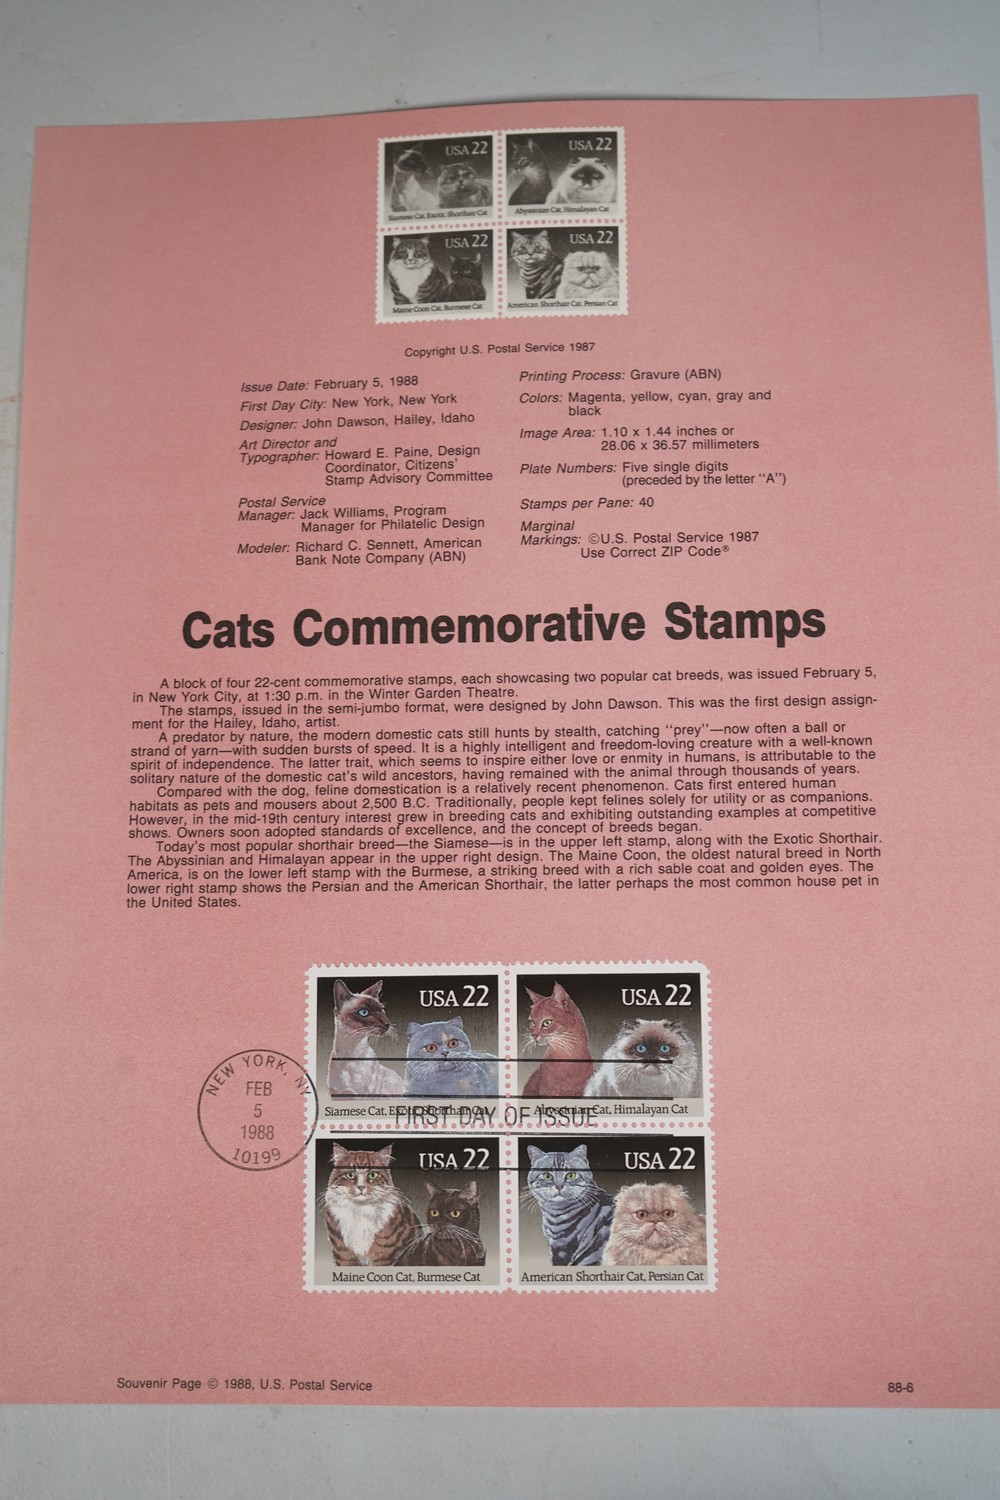 USA 22
USA 22
Siamese Cat, Exotic Shorthair Cat
Abyssinian Cat, Himalayan Cat
USA 22
USA 22
Maine Coon Cat, Burmese Cat
American Shorthair Cat, Persian Cat
Copyright U.S. Postal Service 1987
Issue Date: February 5, 1988
First Day City: New York, New York
Designer: John Dawson, Hailey, Idaho
Art Director and
Typographer: Howard E. Paine, Design
Coordinator, Citizens'
Stamp Advisory Committee
Postal Service
Manager: Jack Williams, Program
Manager for Philatelic Design
Modeler: Richard C. Sennett, American
Bank Note Company (ABN)
Printing Process: Gravure (ABN)
Colors: Magenta, yellow, cyan, gray and
black
Image Area: 1.10 x 1.44 inches or
28.06 x 36.57 millimeters
Plate Numbers: Five single digits
(preceded by the letter "A")
Stamps per Pane: 40
Marginal
Markings: ©U.S. Postal Service 1987
Use Correct ZIP Code®
Cats Commemorative Stamps
A block of four 22-cent commemorative stamps, each showcasing two popular cat breeds, was issued February 5,
in New York City, at 1:30 p.m. in the Winter Garden Theatre.
The stamps, issued in the semi-jumbo format, were designed by John Dawson. This was the first design assign-
ment for the Hailey, Idaho, artist.
A predator by nature, the modern domestic cats still hunts by stealth, catching "prey"—now often a ball or
strand of yarn—with sudden bursts of speed. It is a highly intelligent and freedom-loving creature with a well-known
spirit of independence. The latter trait, which seems to inspire either love or enmity in humans, is attributable to the
solitary nature of the domestic cat's wild ancestors, having remained with the animal through thousands of years.
Compared with the dog, feline domestication is a relatively recent phenomenon. Cats first entered human
habitats as pets and mousers about 2,500 B.C. Traditionally, people kept felines solely for utility or as companions.
However, in the mid-19th century interest grew in breeding cats and exhibiting outstanding examples at competitive
shows. Owners soon adopted standards of excellence, and the concept of breeds began.
Today's most popular shorthair breed—the Siamese—is in the upper left stamp, along with the Exotic Shorthair.
The Abyssinian and Himalayan appear in the upper right design. The Maine Coon, the oldest natural breed in North
America, is on the lower left stamp with the Burmese, a striking breed with a rich sable coat and golden eyes. The
lower right stamp shows the Persian and the American Shorthair, the latter perhaps the most common house pet in
the United States.
USA 22
USA 22
Siamese Cat, Exotic Shorthair Cat
Abyssinian Cat, Himalayan Cat
FIRST DAY OF ISSUE
NEW YORK, NY
FEB
5
1988
10199
USA 22
USA 22
Maine Coon Cat, Burmese Cat
American Shorthair Cat, Persian Cat
Souvenir Page © 1988, U.S. Postal Service
88-6